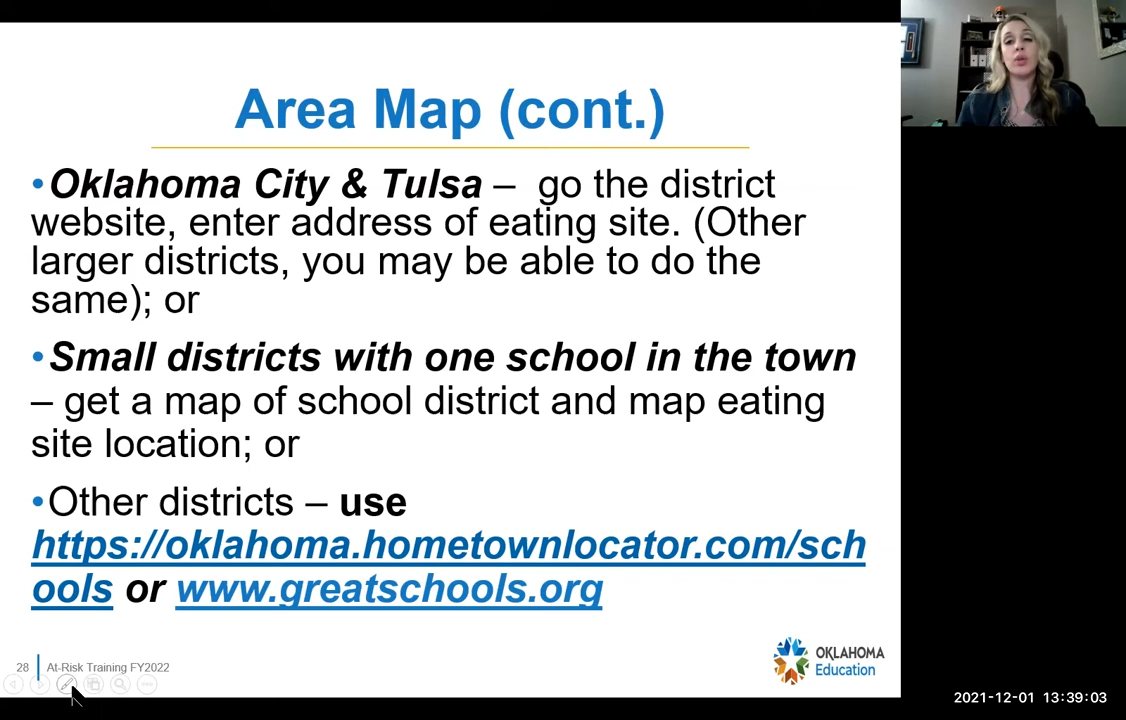 Area Map (cont.)
•Oklahoma City & Tulsa – go the district
website, enter address of eating site. (Other
larger districts, you may be able to do the
same); or
•Small districts with one school in the town
– get a map of school district and map eating
site location; or
•Other districts – use
https://oklahoma.hometownlocator.com/sch
ools or www.greatschools.org
28 At-Risk Training FY2022
OKLAHOMA
Education
2021-12-01 13:39:03